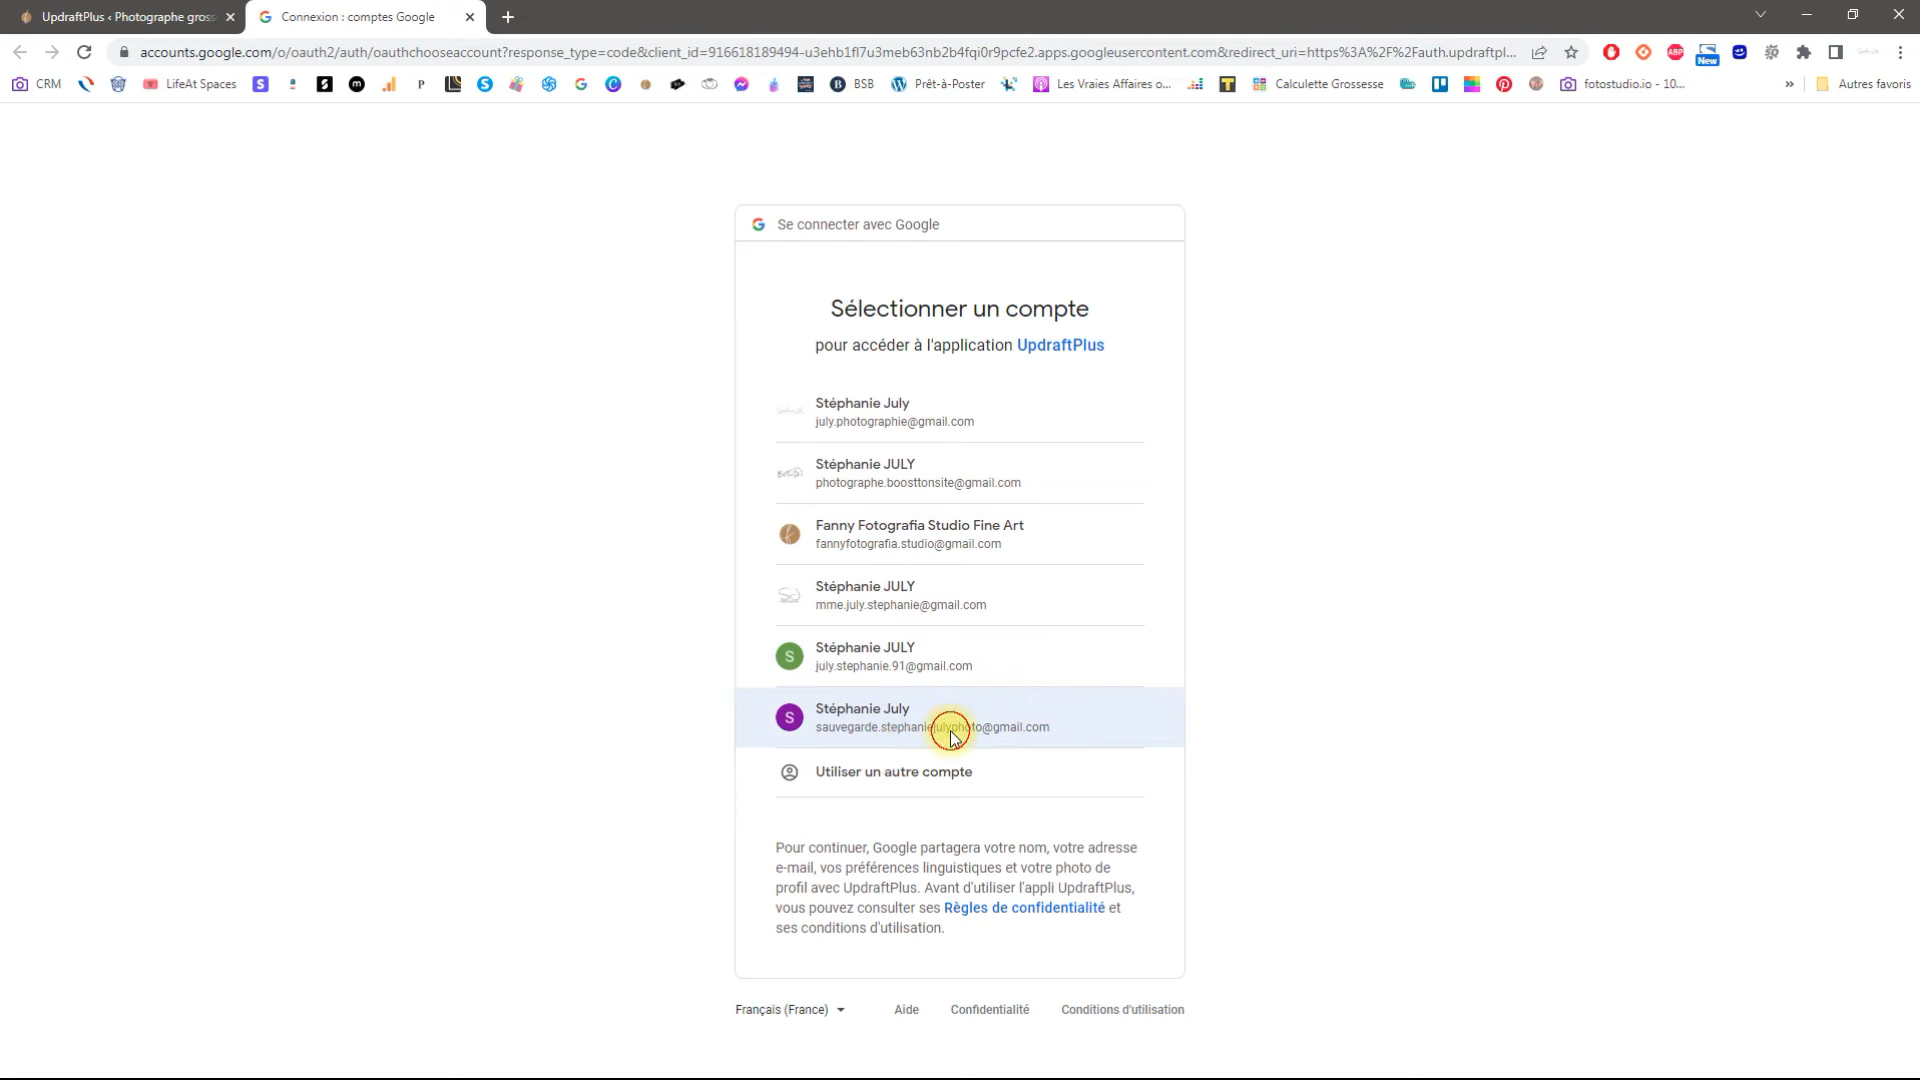 UpdraftPlus ‹ Photographe gross
Connexion : comptes Google
accounts.google.com/o/oauth2/auth/oauthchooseaccount?response_type=code&client_id=916618189494-u3ehb1fl7u3meb63nb2b4fqi0r9pcfe2.apps.googleusercontent.com&redirect_uri=https%3A%2F%2Fauth.updraftpl...
ABP
New
CRM
LifeAt Spaces
BSB
Prêt-à-Poster
Les Vraies Affaires o...
Calculette Grossesse
fotostudio.io - 10...
Autres favoris
Se connecter avec Google
Sélectionner un compte
pour accéder à l'application UpdraftPlus
Stéphanie July
july.photographie@gmail.com
Stéphanie JULY
photographe.boosttonsite@gmail.com
Fanny Fotografia Studio Fine Art
fannyfotografia.studio@gmail.com
Stéphanie JULY
mme.july.stephanie@gmail.com
S
Stéphanie JULY
july.stephanie.91@gmail.com
S
Stéphanie July
sauvegarde.stephaniejulyphoto@gmail.com
Utiliser un autre compte
Pour continuer, Google partagera votre nom, votre adresse
e-mail, vos préférences linguistiques et votre photo de
profil avec UpdraftPlus. Avant d'utiliser l'appli UpdraftPlus,
vous pouvez consulter ses Règles de confidentialité et
ses conditions d'utilisation.
Français (France)
Aide
Confidentialité
Conditions d'utilisation